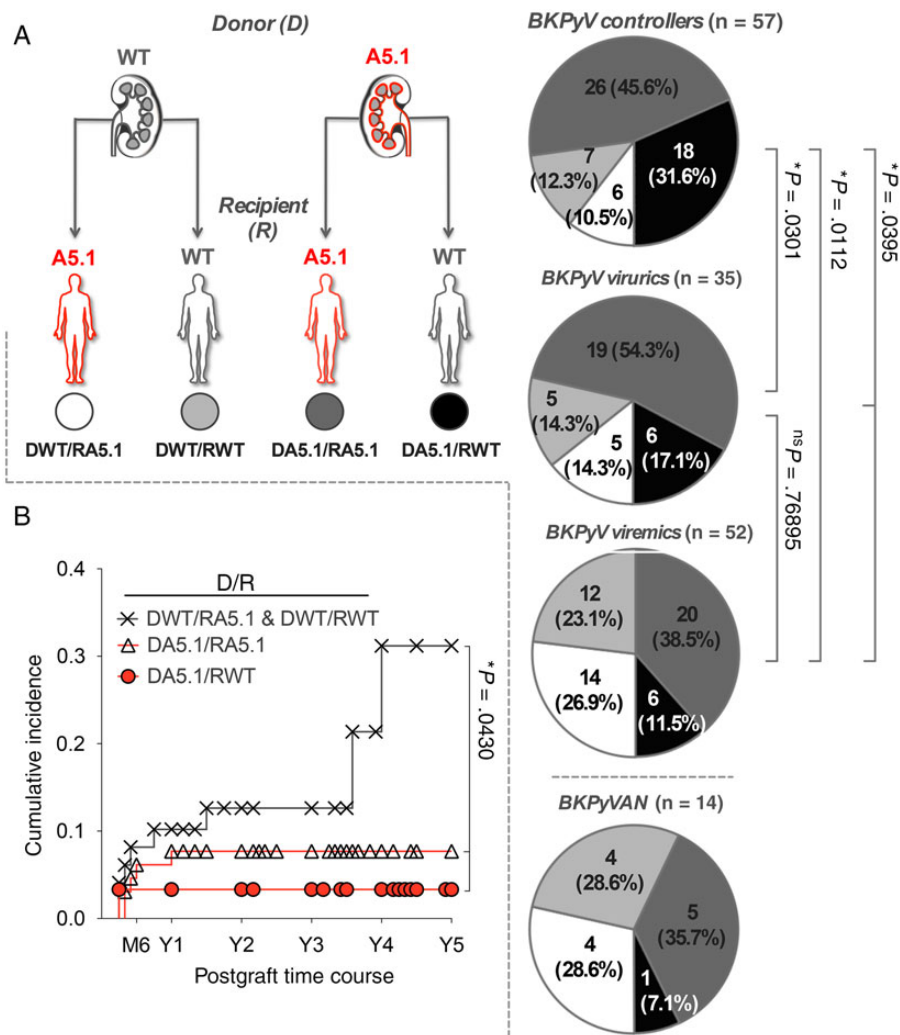 A
Donor (D)
WT
A5.1
Recipient
(R)
A5.1
WT
A5.1
WT
DWT/RA5.1
DWT/RWT
DA5.1/RA5.1
DA5.1/RWT
BKPyV controllers (n = 57)
26 (45.6%)
7
(12.3%)
6
(10.5%)
18
(31.6%)
BKPyV virurics (n = 35)
19 (54.3%)
5
(14.3%)
5
(14.3%)
6
(17.1%)
BKPyV viremics (n = 52)
12
(23.1%)
20
(38.5%)
14
(26.9%)
6
(11.5%)
BKPyVAN (n = 14)
4
(28.6%)
5
(35.7%)
4
(28.6%)
1
(7.1%)
*P = .0301
*P = .0112
*P = .0395
nsP = .76895
B
D/R
DWT/RA5.1 & DWT/RWT
DA5.1/RA5.1
DA5.1/RWT
*P = .0430
Cumulative incidence
0.4
0.3
0.2
0.1
0.0
M6 Y1 Y2 Y3 Y4 Y5
Postgraft time course